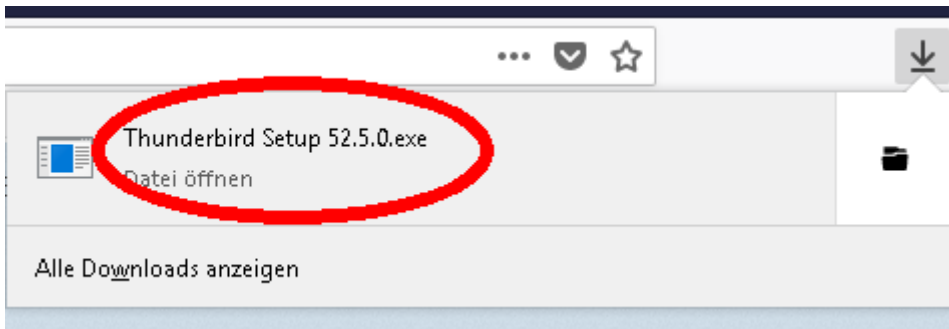 Thunderbird Setup 52.5.0.exe
Datei öffnen
Alle Downloads anzeigen